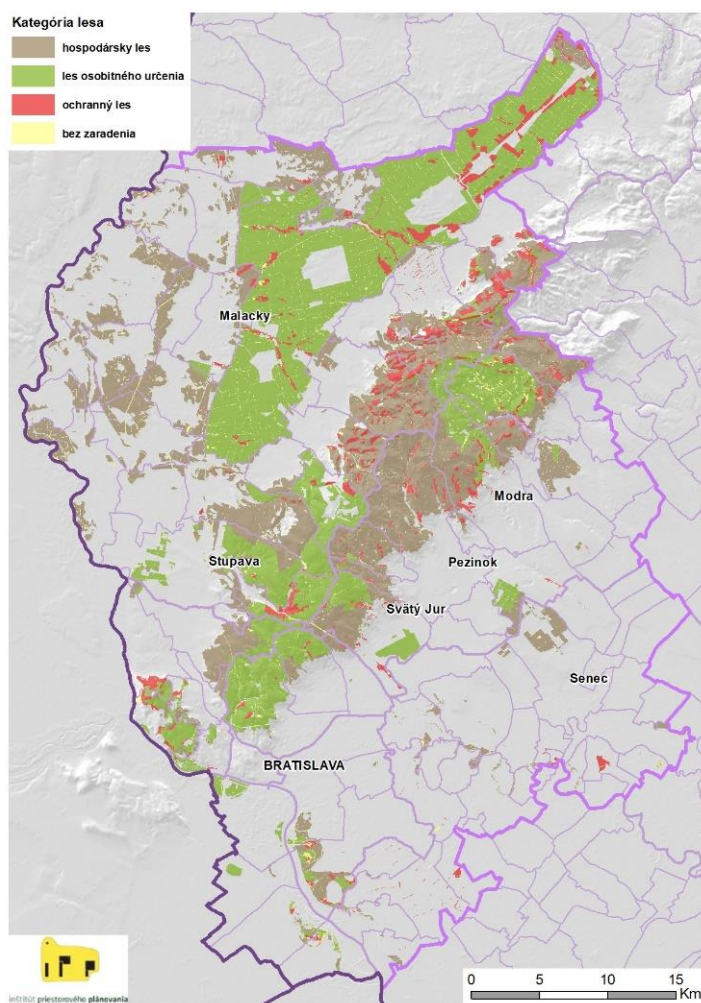 Kategória lesa
hospodársky les
les osobitného určenia
ochranný les
bez zaradenia
Malacky
Modra
Stupava
Pezinok
Svätý Jur
Senec
BRATISLAVA
inštitút priestorového plánovania
0 5 10 15
Km